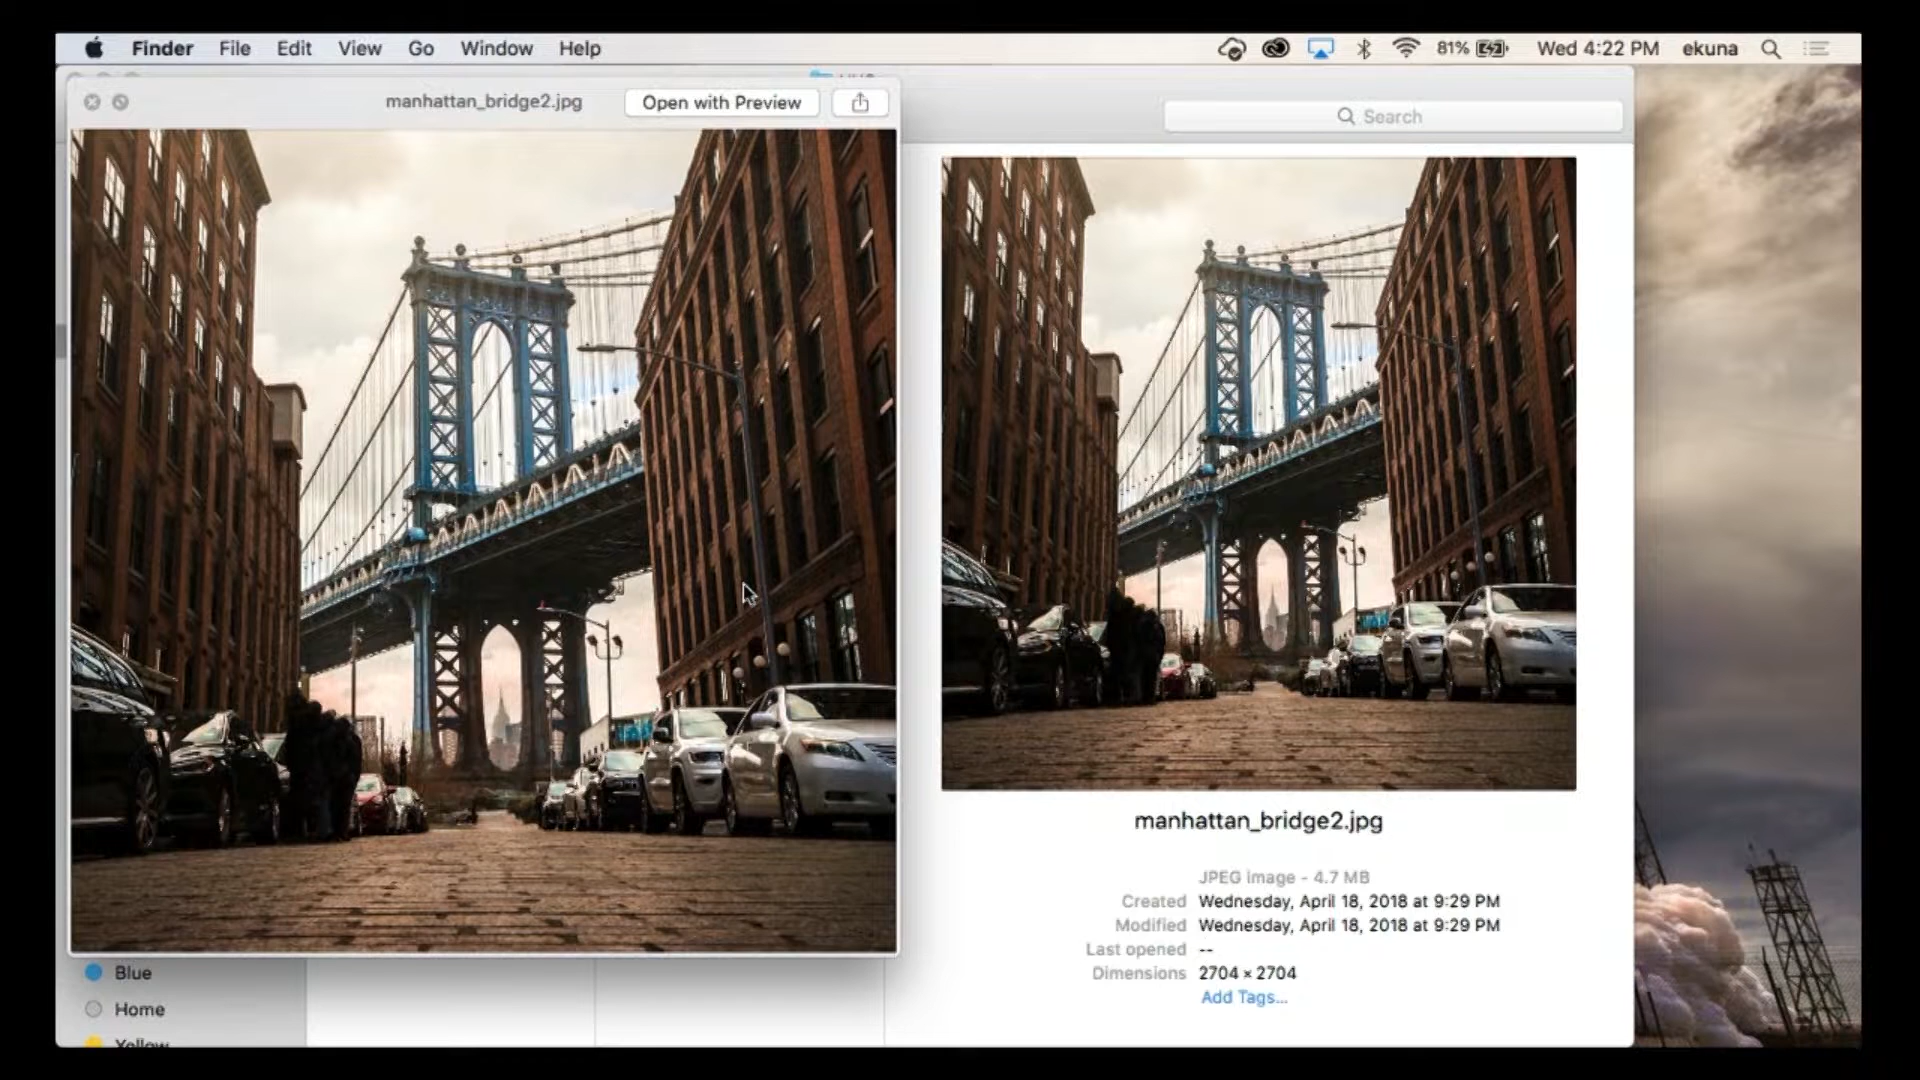 Finder File Edit View Go Window Help 81% Wed 4:22 PM ekuna
manhattan_bridge2.jpg Open with Preview
Search
manhattan_bridge2.jpg
JPEG image - 4.7 MB
Created Wednesday, April 18, 2018 at 9:29 PM
Modified Wednesday, April 18, 2018 at 9:29 PM
Last opened --
Dimensions 2704 × 2704
Add Tags...
Blue
Home
Yellow